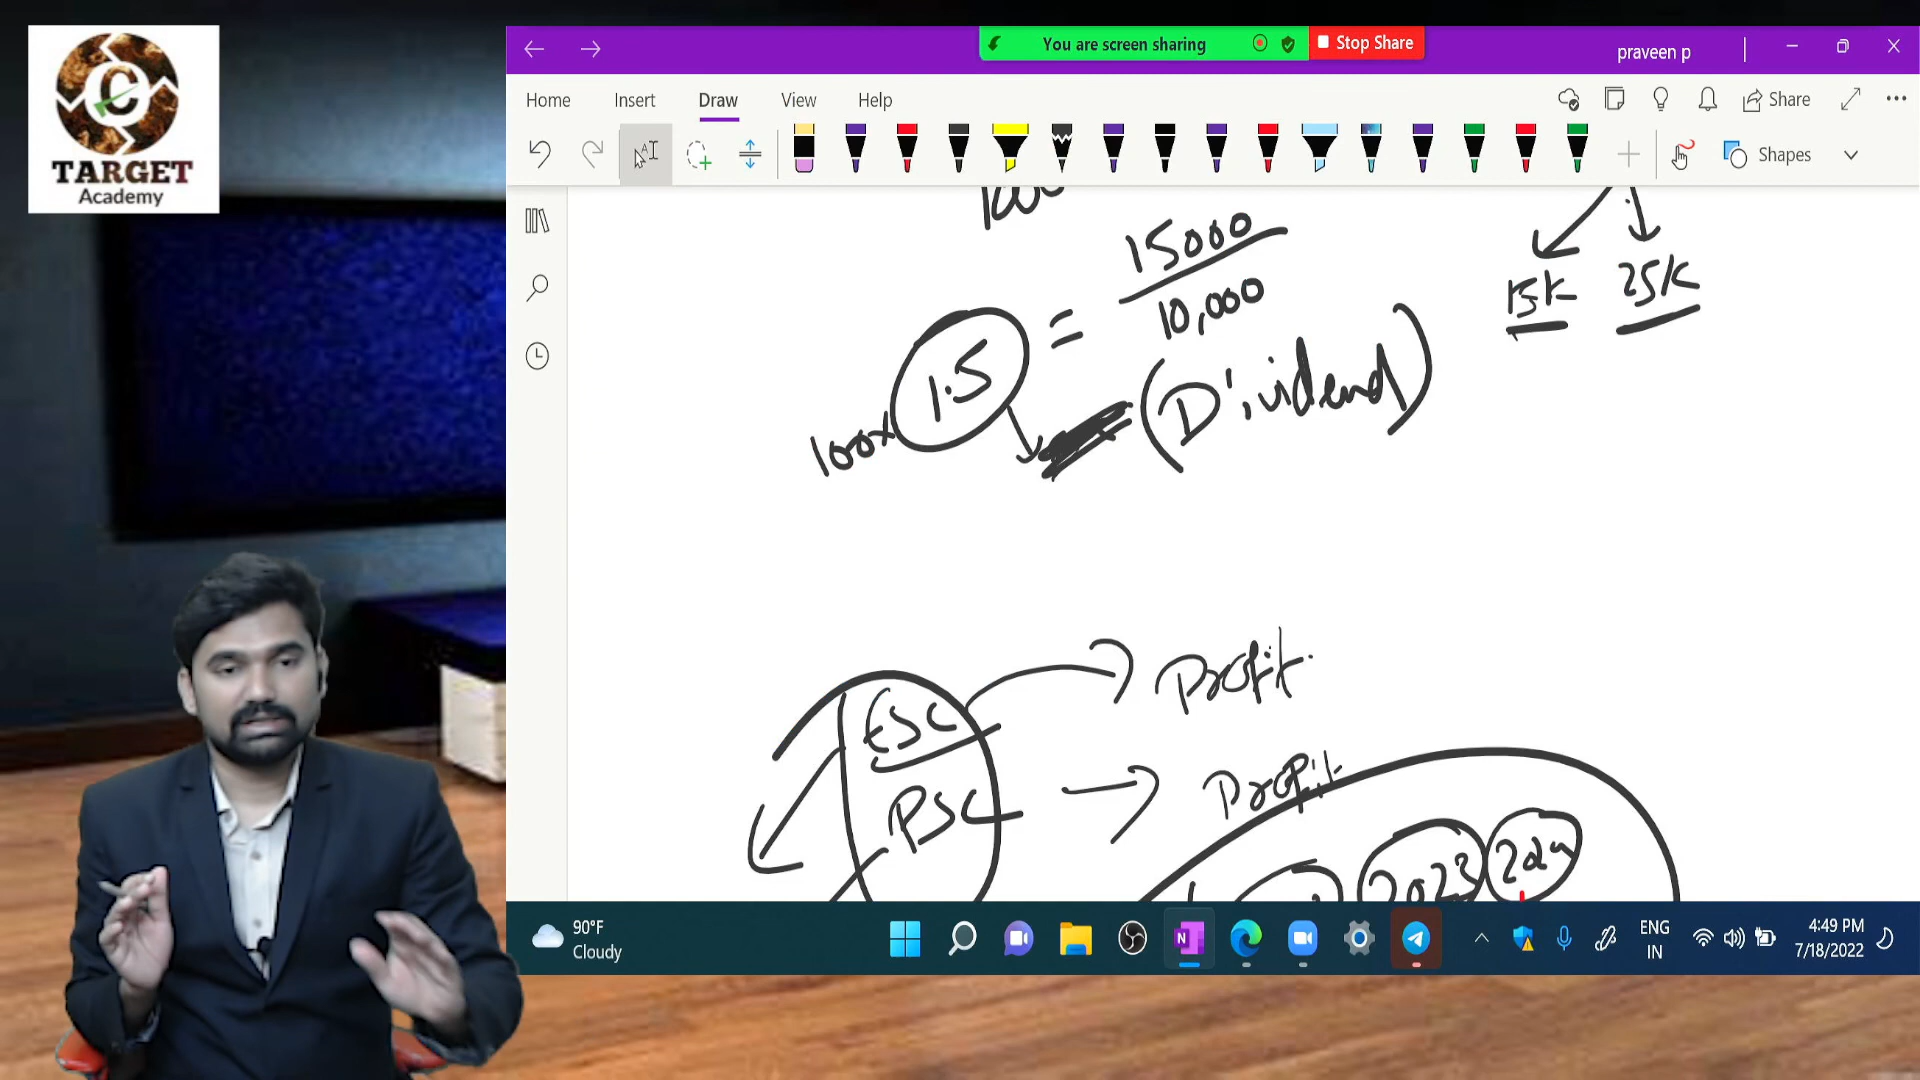 C
TARGET
Academy
You are screen sharing
Stop Share
praveen p
Home Insert Draw View Help
Share
Shapes
15000
10,000
=
1.5
100x
(Dividend)
15K 25K
ESC
Profit
PSC
Profit
2023
2024
90°F
Cloudy
ENG
IN
4:49 PM
7/18/2022